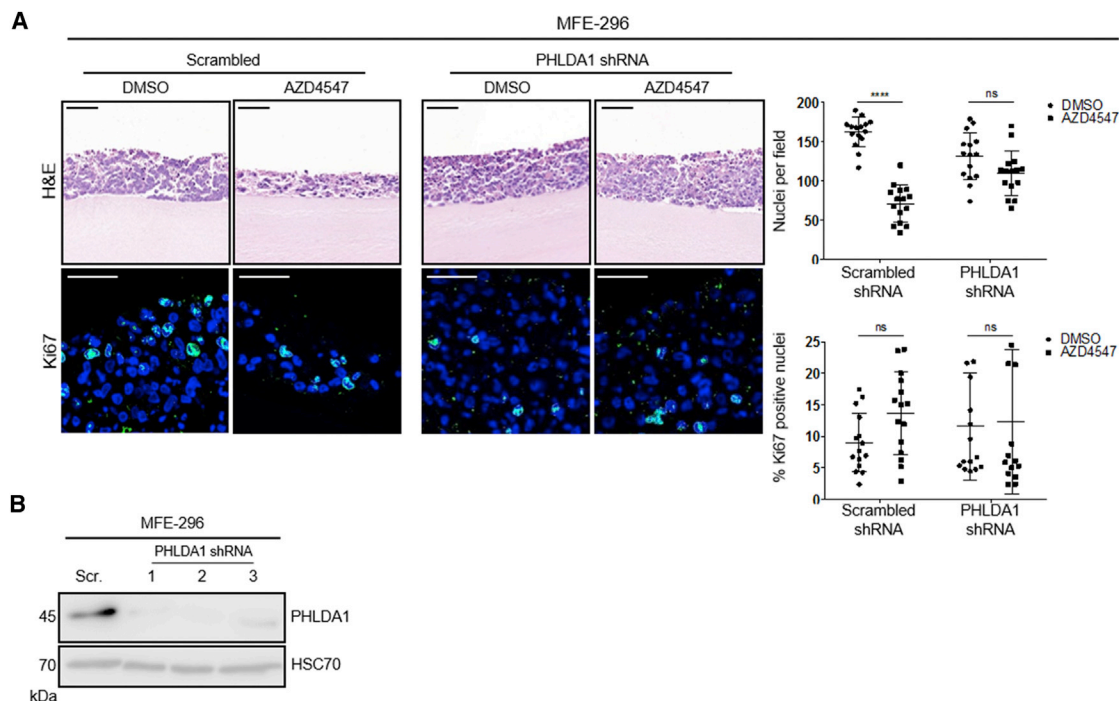 A
MFE-296
Scrambled
PHLDA1 shRNA
DMSO
AZD4547
DMSO
AZD4547
H&E
Ki67
Nuclei per field
200
150
100
50
0
****
ns
DMSO
AZD4547
Scrambled
shRNA
PHLDA1
shRNA
% Ki67 positive nuclei
25
20
15
10
5
0
ns
ns
DMSO
AZD4547
Scrambled
shRNA
PHLDA1
shRNA
B
MFE-296
PHLDA1 shRNA
Scr.
1
2
3
45
PHLDA1
70
HSC70
kDa